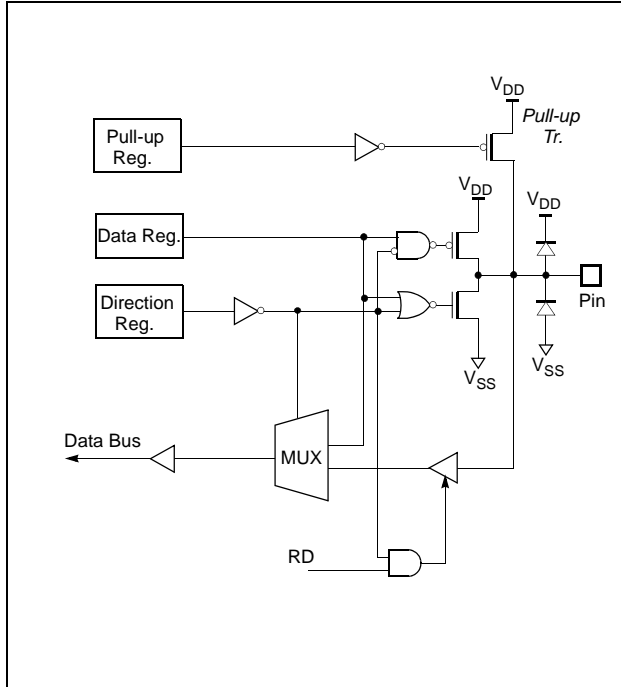 VDD
Pull-up
Tr.
Pull-up
Reg.
VDD
VDD
Data Reg.
Direction
Reg.
Pin
VSS
VSS
Data Bus
MUX
RD